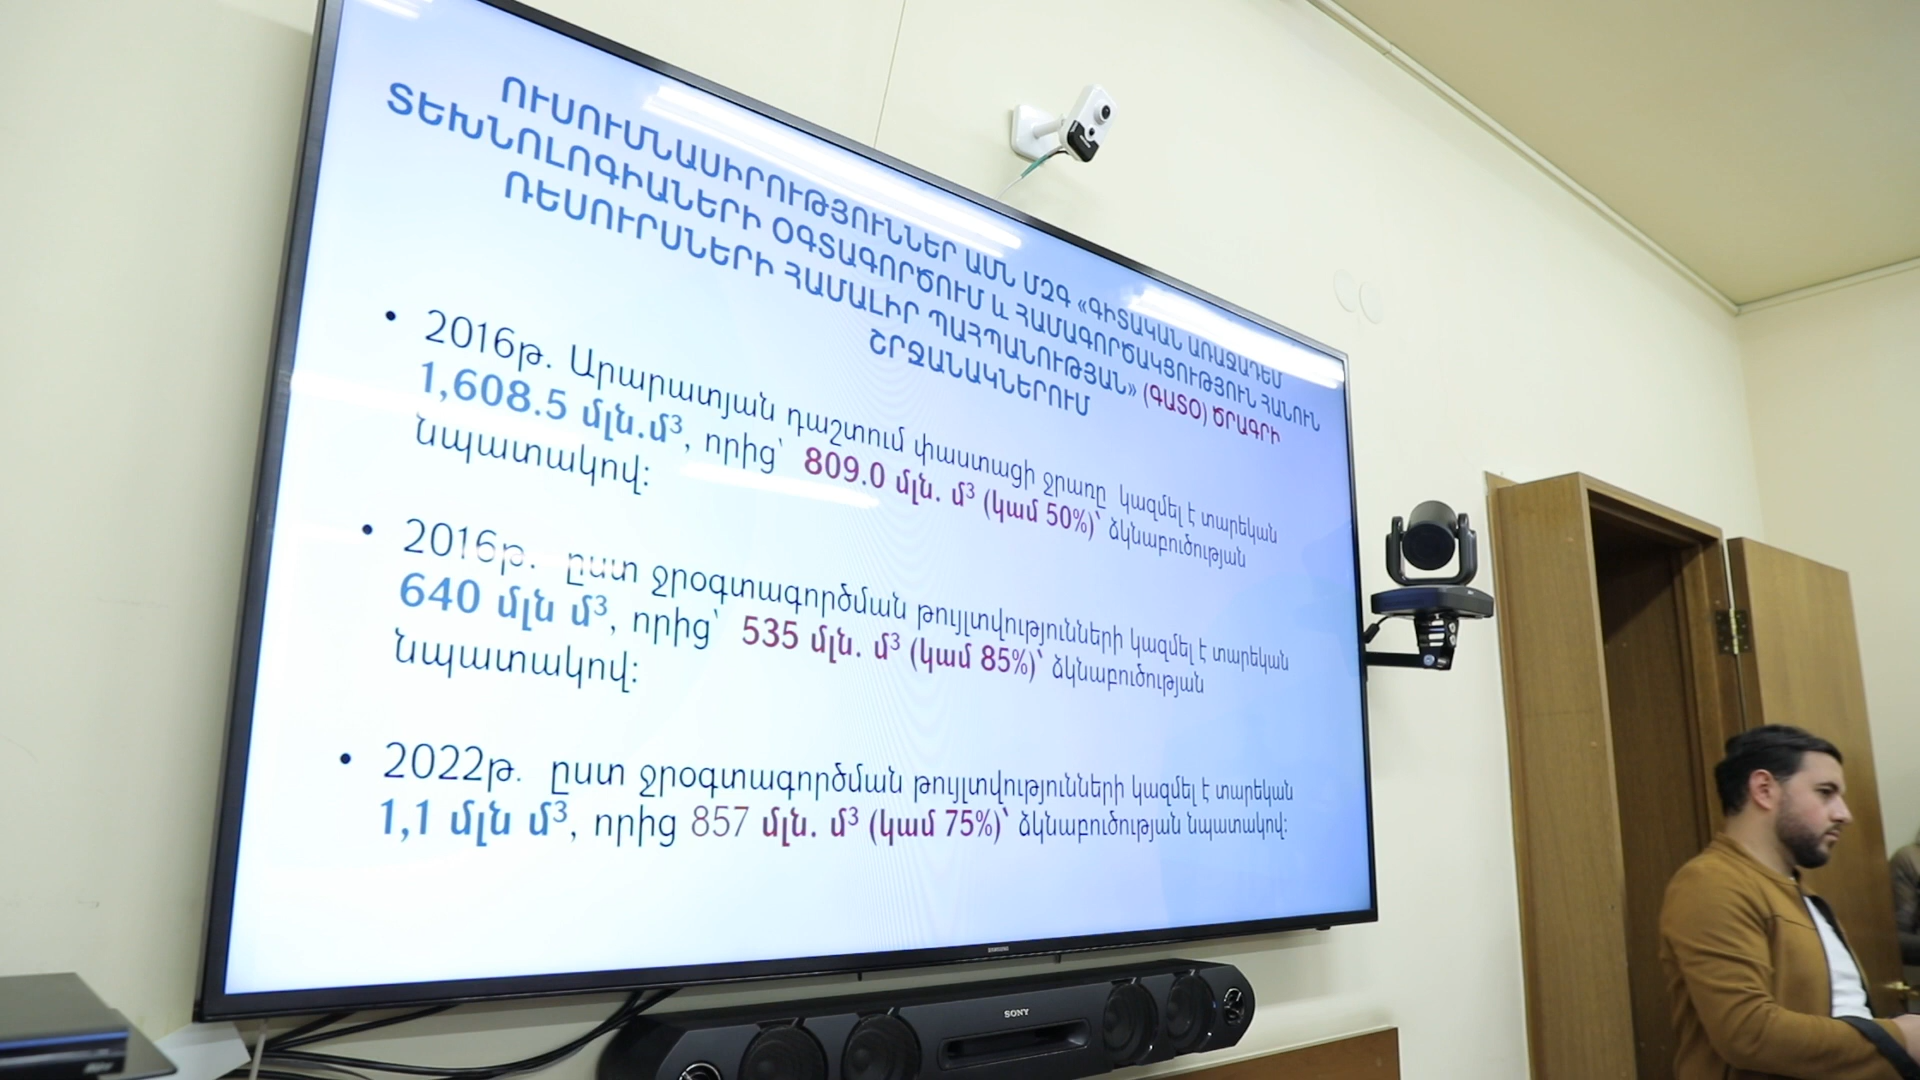 ՈՒՍՈՒՄՆԱՍԻՐՈՒԹՅՈՒՆՆԵՐ ԱՄՆ ՄԶԳ «ԳԻՏԱԿԱՆ ԱՌԱՋԱԴԵՄ
ՏԵԽՆՈԼՈԳԻԱՆԵՐԻ ՕԳՏԱԳՈՐԾՈՒՄ և ՀԱՄԱԳՈՐԾԱԿՑՈՒԹՅՈՒՆ ՀԱՆՈՒՆ
ՌԵՍՈՒՐՍՆԵՐԻ ՀԱՄԱԼԻՐ ՊԱՀՊԱՆՈՒԹՅԱՆ» (ԳԱՏՕ) ԾՐԱԳՐԻ
ՇՐՋԱՆԱԿՆԵՐՈՒՄ
• 2016թ. Արարատյան դաշտում փաստացի ջրառը կազմել է տարեկան
1,608.5 մլն.մ³, որից՝ 809.0 մլն. մ³ (կամ 50%)՝ ձկնաբուծության
նպատակով:
• 2016թ. ըստ ջրօգտագործման թույլտվությունների կազմել է տարեկան
640 մլն մ³, որից՝ 535 մլն. մ³ (կամ 85%)՝ ձկնաբուծության
նպատակով:
• 2022թ. ըստ ջրօգտագործման թույլտվությունների կազմել է տարեկան
1,1 մլն մ³, որից 857 մլն. մ³ (կամ 75%)՝ ձկնաբուծության նպատակով:
SAMSUNG
SONY